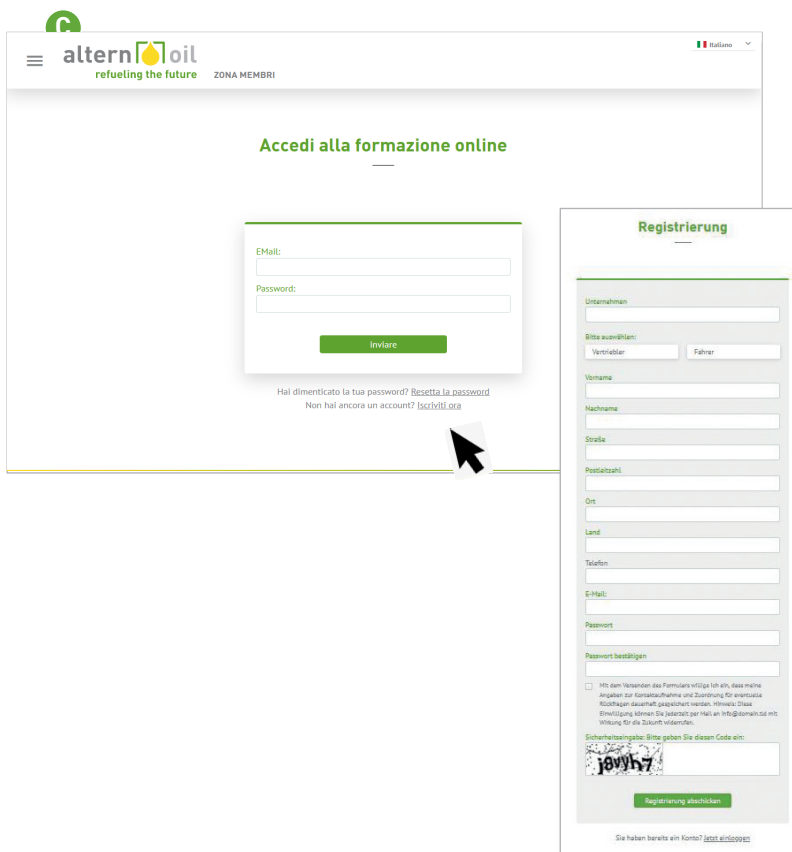 C
alternoil
refueling the future
ZONA MEMBRI
Italiano
Accedi alla formazione online
EMail:
Password:
Inviare
Hai dimenticato la tua password? Resetta la password
Non hai ancora un account? Iscriviti ora
Registrierung
Unternehmen
Bitte auswählen:
Vertriebler
Fahrer
Vorname
Nachname
Straße
Postleitzahl
Ort
Land
Telefon
E-Mail:
Passwort
Passwort bestätigen
Mit dem Versenden des Formulars willige ich ein, dass meine
Angaben zur Kontaktaufnahme und Zuordnung für eventuelle
Rückfragen dauerhaft gespeichert werden. Hinweis: Diese
Einwilligung können Sie jederzeit per Mail an info@domain.tld mit
Wirkung für die Zukunft widerrufen.
Sicherheitseingabe: Bitte geben Sie diesen Code ein:
j8vyh7
Registrierung abschicken
Sie haben bereits ein Konto? Jetzt einloggen